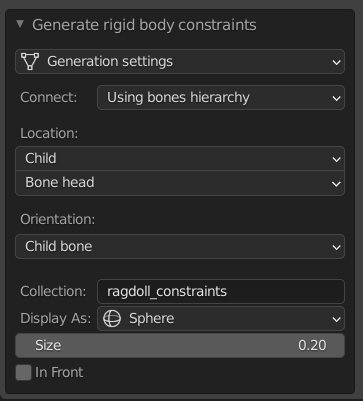 Generate rigid body constraints
Generation settings
Connect: Using bones hierarchy
Location:
Child
Bone head
Orientation:
Child bone
Collection: ragdoll_constraints
Display As: Sphere
Size 0.20
In Front